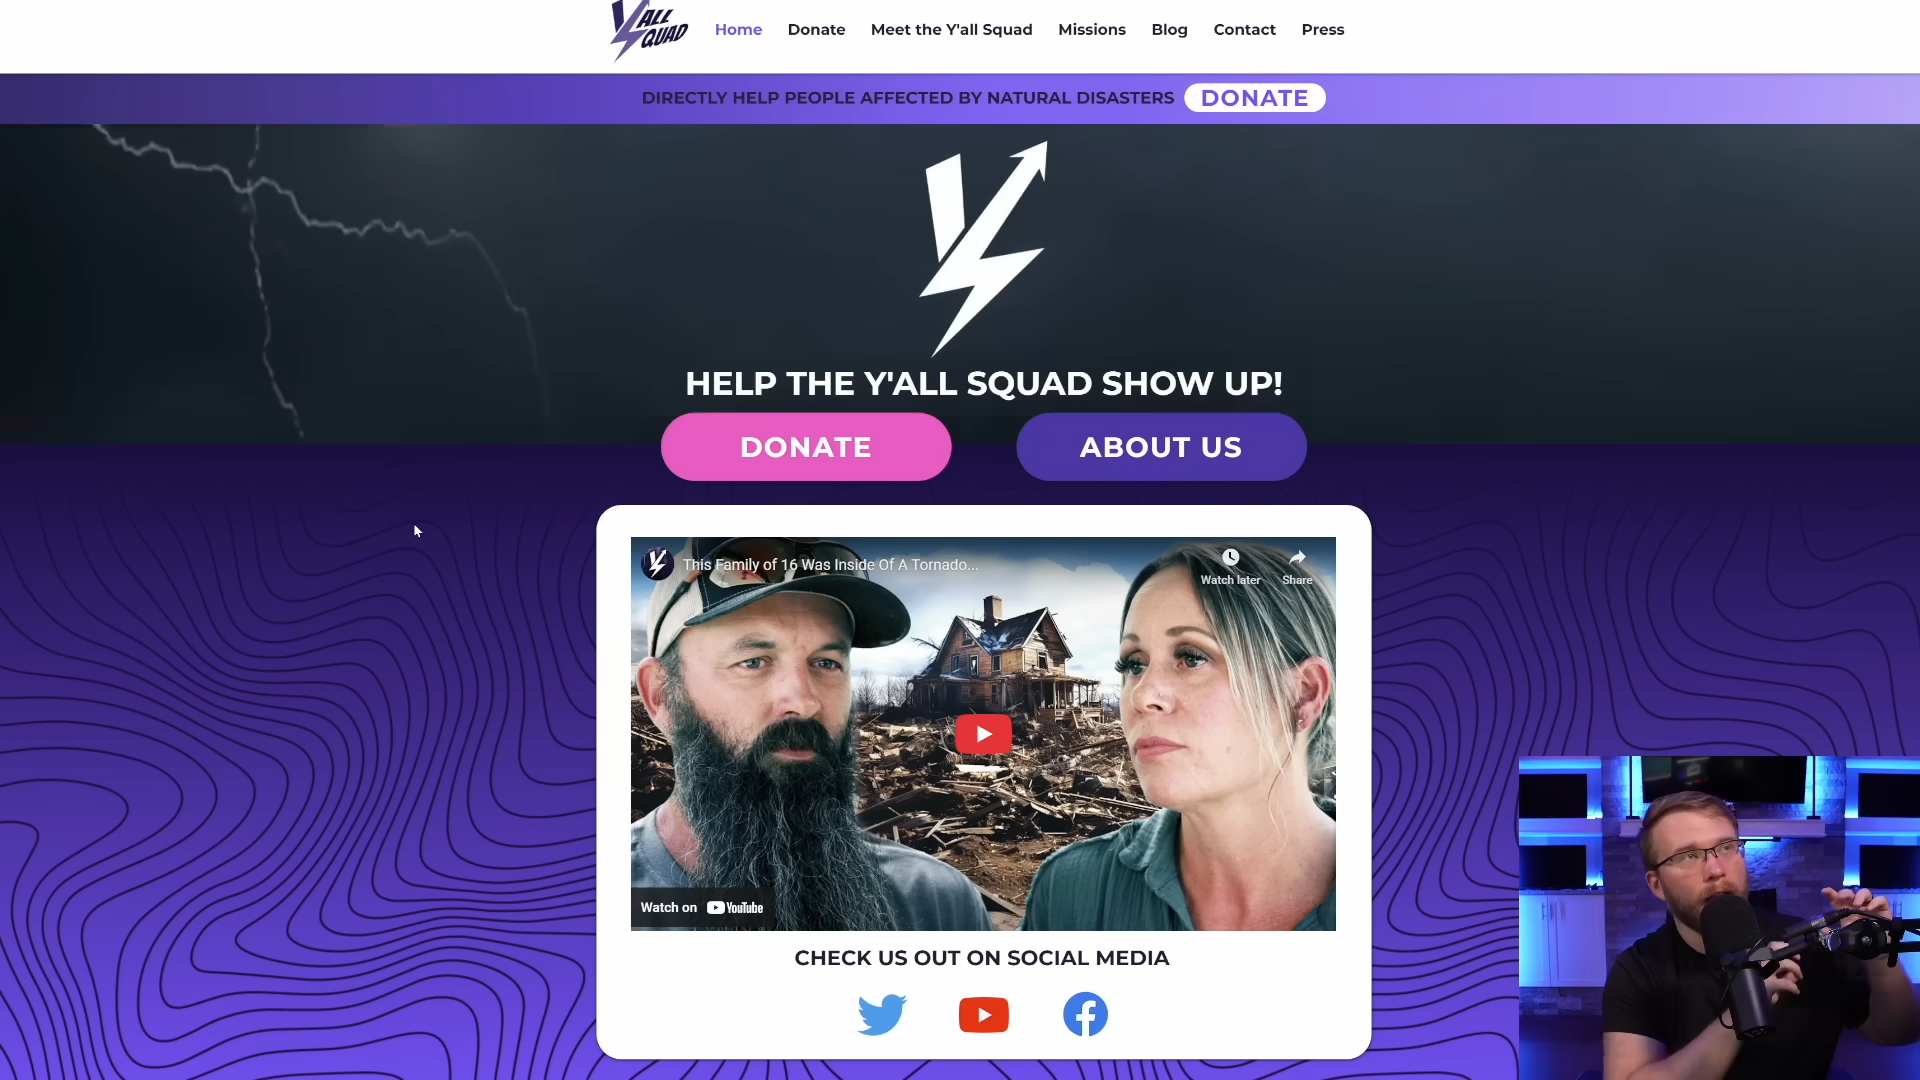 Y'ALL
SQUAD
Home
Donate
Meet the Y'all Squad
Missions
Blog
Contact
Press
DIRECTLY HELP PEOPLE AFFECTED BY NATURAL DISASTERS
DONATE
HELP THE Y'ALL SQUAD SHOW UP!
DONATE
ABOUT US
This Family of 16 Was Inside Of A Tornado...
Watch later
Share
Watch on YouTube
CHECK US OUT ON SOCIAL MEDIA